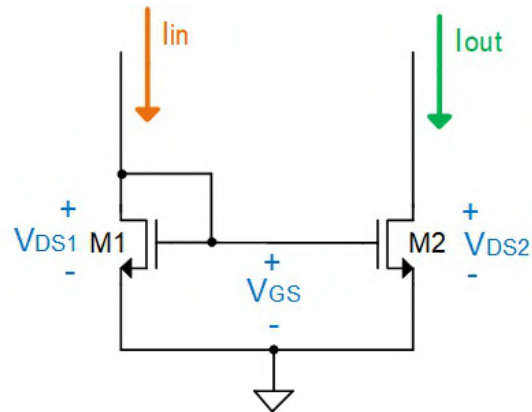 Iin
Iout
+
VDS1 M1
-
+
VGS
-
+
M2 VDS2
-